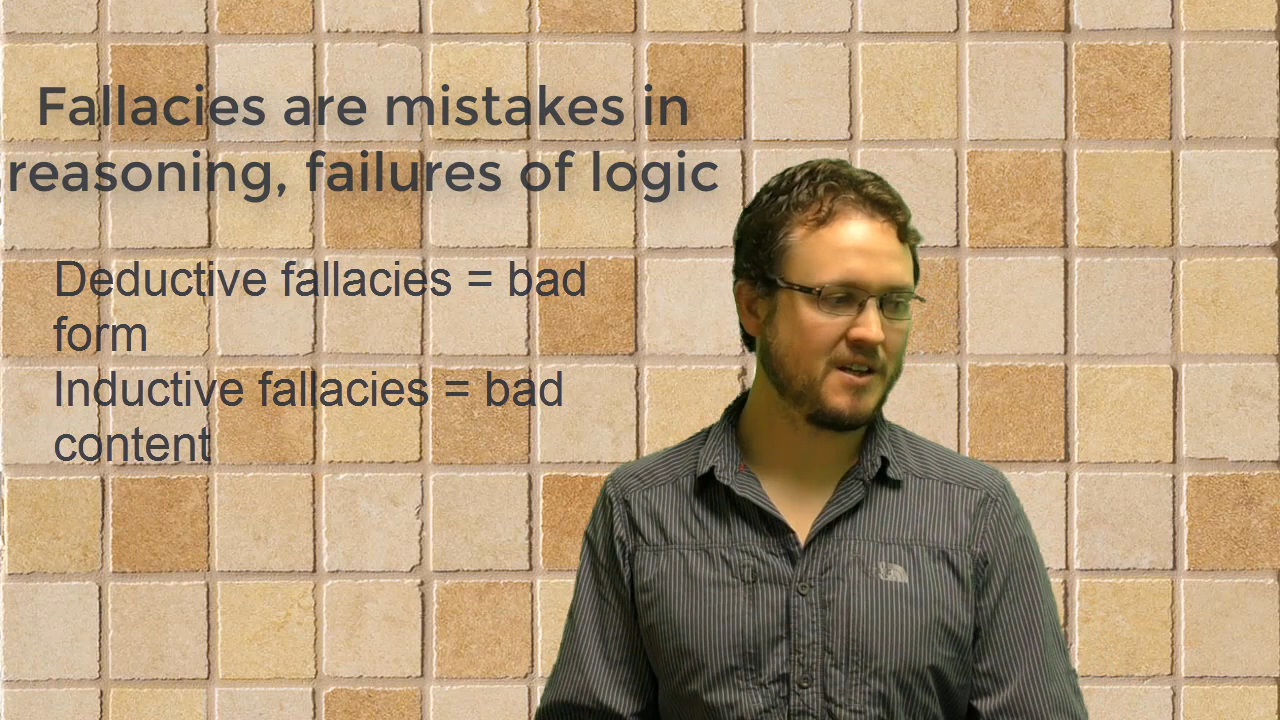 Fallacies are mistakes in
reasoning, failures of logic
Deductive fallacies = bad
form
Inductive fallacies = bad
content